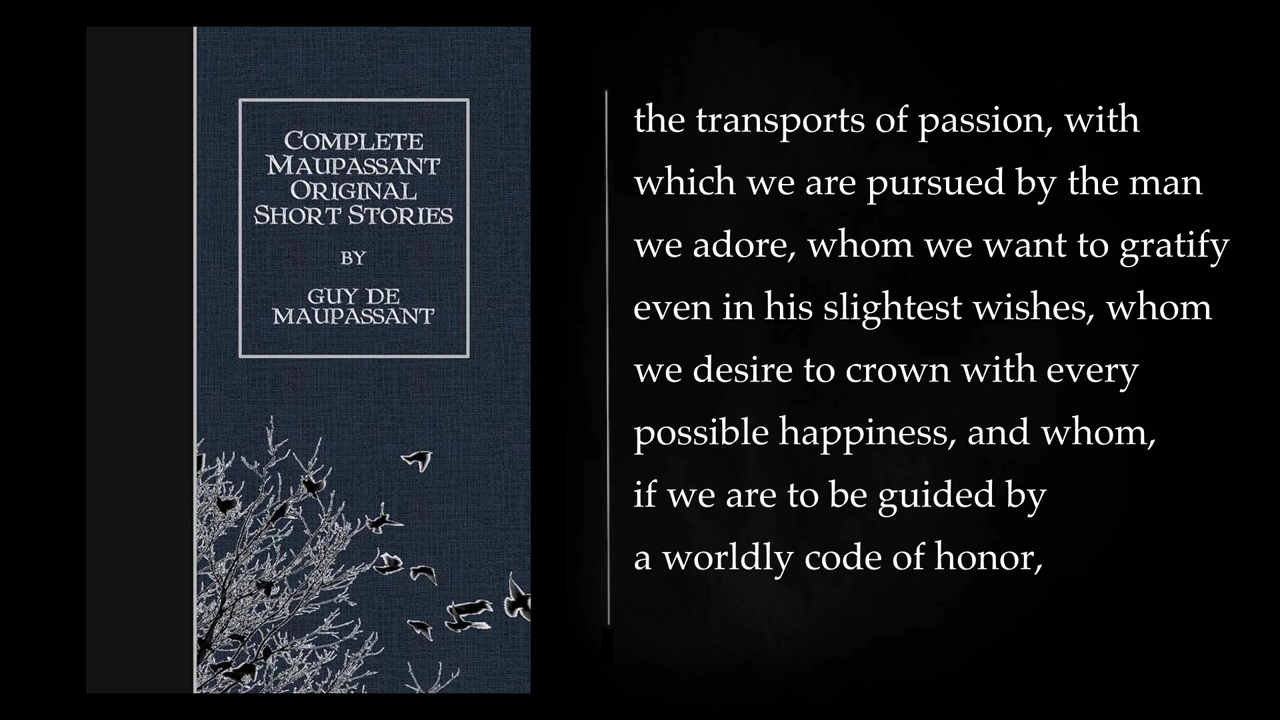 COMPLETE
MAUPASSANT
ORIGINAL
SHORT STORIES
BY
GUY DE
MAUPASSANT
the transports of passion, with
which we are pursued by the man
we adore, whom we want to gratify
even in his slightest wishes, whom
we desire to crown with every
possible happiness, and whom,
if we are to be guided by
a worldly code of honor,